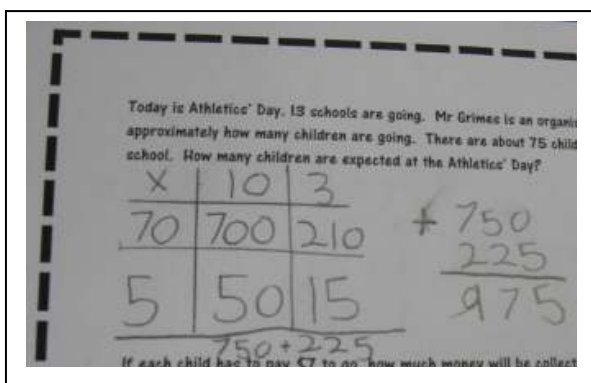 Today is Athletics' Day. 13 schools are going. Mr Grimes is an
approximately how many children are going. There are about 75
school. How many children are expected at the Athletics' Day?
X 10 3
70 700 210
5 50 15
750 + 225
+ 750
225
975
If each child has to pay £7 to go, how much money will be